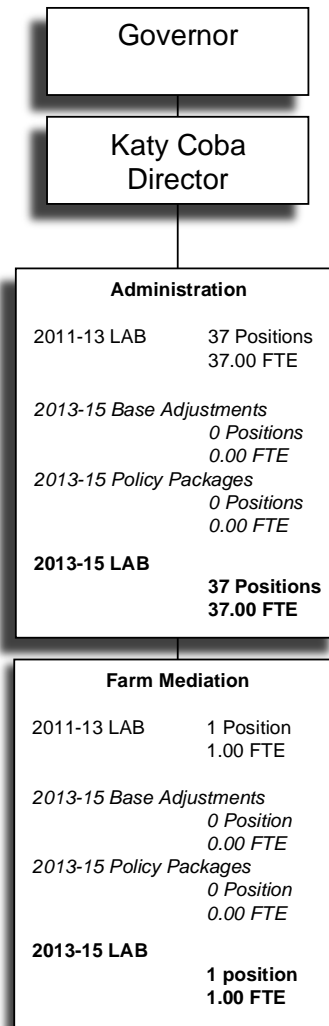 Governor
Katy Coba
Director
Administration
2011-13 LAB 37 Positions
37.00 FTE
2013-15 Base Adjustments
0 Positions
0.00 FTE
2013-15 Policy Packages
0 Positions
0.00 FTE
2013-15 LAB
37 Positions
37.00 FTE
Farm Mediation
2011-13 LAB 1 Position
1.00 FTE
2013-15 Base Adjustments
0 Position
0.00 FTE
2013-15 Policy Packages
0 Position
0.00 FTE
2013-15 LAB
1 position
1.00 FTE